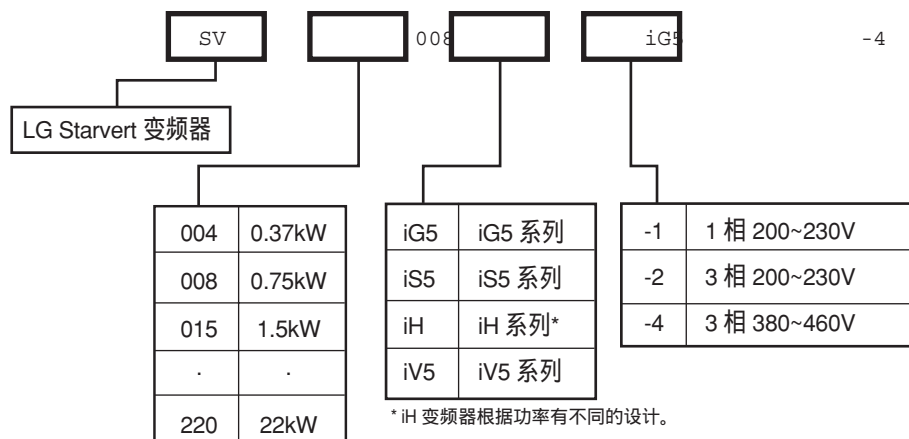 SV 008 iG5 -4
LG Starvert 变频器
004 0.37kW
008 0.75kW
015 1.5kW
. .
220 22kW
iG5 iG5 系列
iS5 iS5 系列
iH iH 系列*
iV5 iV5 系列
* iH 变频器根据功率有不同的设计。
-1 1 相 200~230V
-2 3 相 200~230V
-4 3 相 380~460V